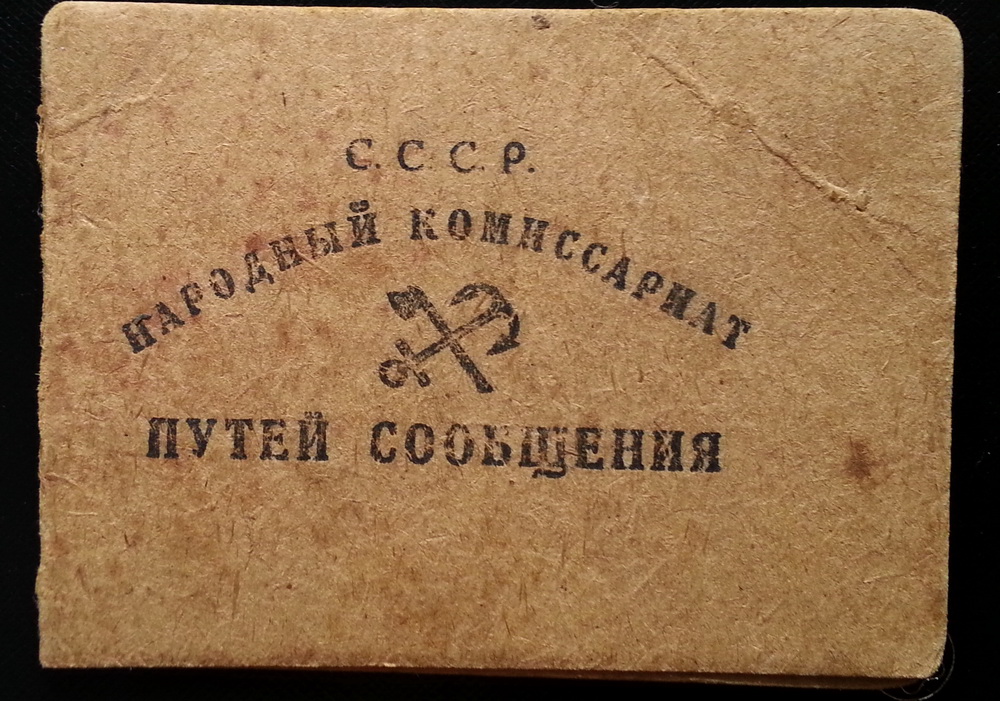 С. С. С. Р.
НАРОДНЫЙ КОМИССАРИАТ
ПУТЕЙ СООБЩЕНИЯ